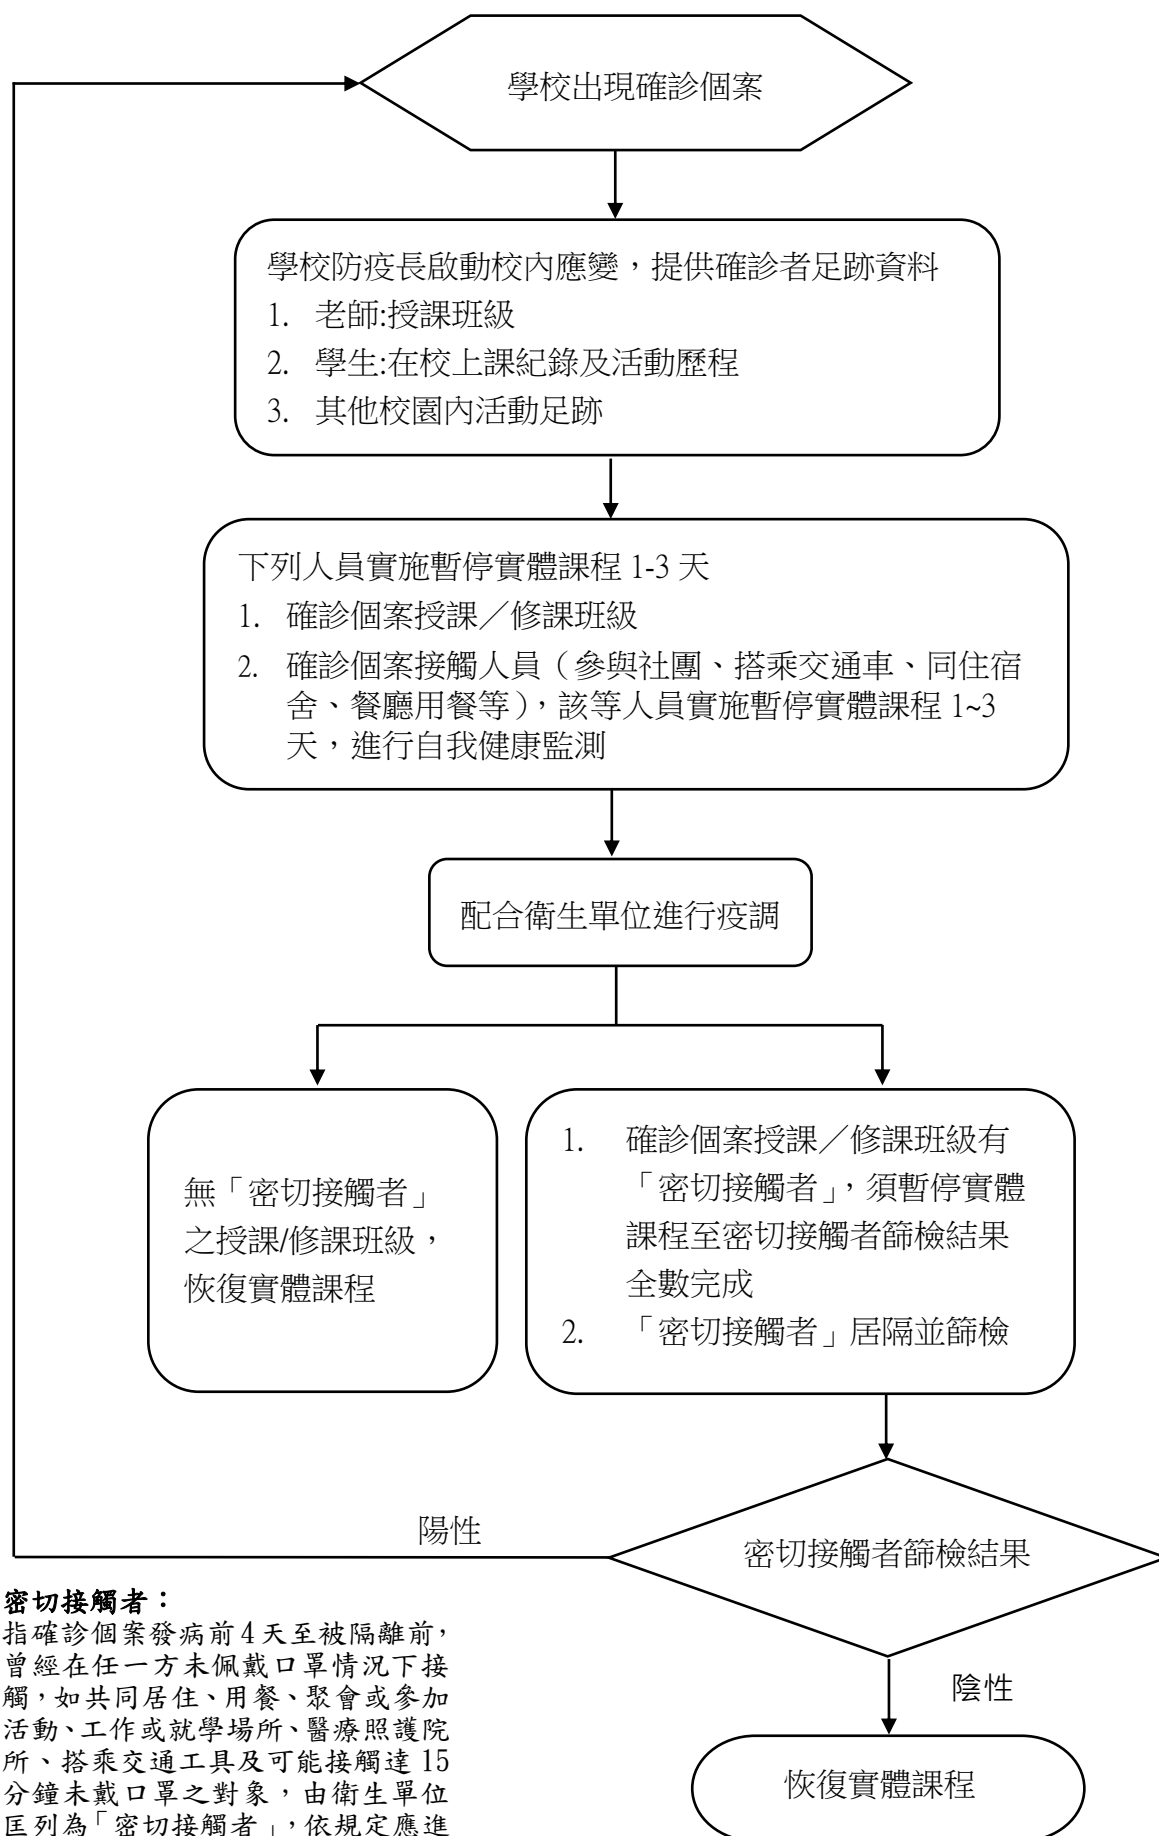 學校出現確診個案
學校防疫長啟動校內應變，提供確診者足跡資料
1. 老師:授課班級
2. 學生:在校上課紀錄及活動歷程
3. 其他校園內活動足跡
下列人員實施暫停實體課程 1-3 天
1. 確診個案授課／修課班級
2. 確診個案接觸人員（參與社團、搭乘交通車、同住宿
舍、餐廳用餐等），該等人員實施暫停實體課程 1~3
天，進行自我健康監測
配合衛生單位進行疫調
無「密切接觸者」
之授課/修課班級，
恢復實體課程
1. 確診個案授課／修課班級有
「密切接觸者」，須暫停實體
課程至密切接觸者篩檢結果
全數完成
2. 「密切接觸者」居隔並篩檢
陽性
密切接觸者篩檢結果
陰性
恢復實體課程
密切接觸者：
指確診個案發病前 4 天至被隔離前，
曾經在任一方未佩戴口罩情況下接
觸，如共同居住、用餐、聚會或參加
活動、工作或就學場所、醫療照護院
所、搭乘交通工具及可能接觸達 15
分鐘未戴口罩之對象，由衛生單位
匡列為「密切接觸者」，依規定應進